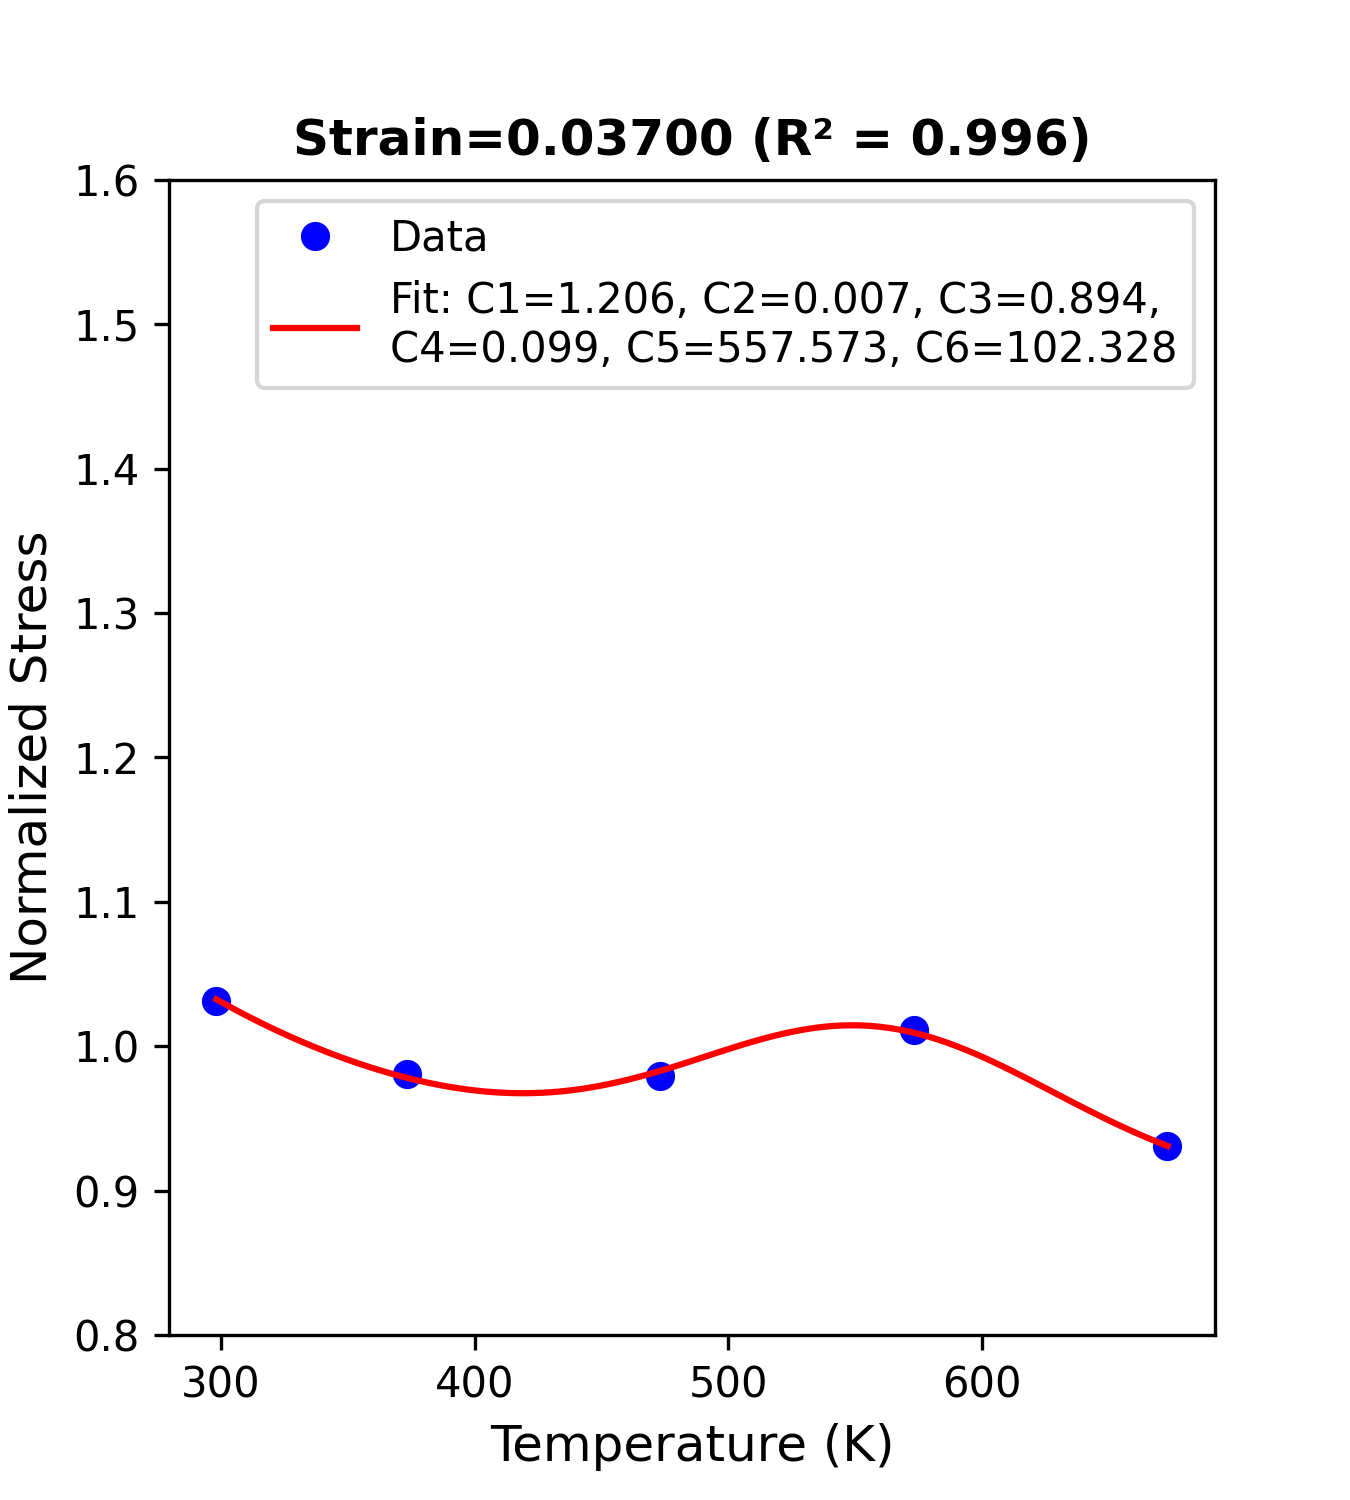 Strain=0.03700 (R² = 0.996)
Data
Fit: C1=1.206, C2=0.007, C3=0.894,
C4=0.099, C5=557.573, C6=102.328
1.6
1.5
1.4
1.3
1.2
1.1
1.0
0.9
0.8
Normalized Stress
300
400
500
600
Temperature (K)